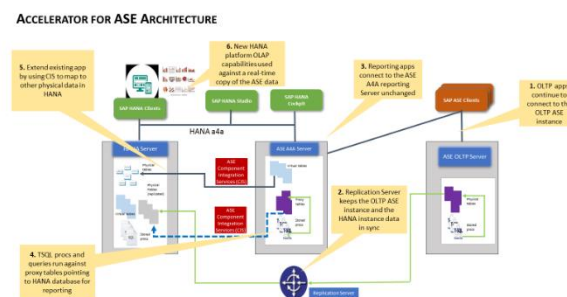 ACCELERATOR FOR ASE ARCHITECTURE
6. New HANA
platform OLAP
capabilities used
against a real-time
copy of the ASE data
5. Extend existing app
by using CIS to map to
other physical data in
HANA
3. Reporting apps
connect to the ASE
A4A reporting
Server unchanged
1. OLTP apps
continue to
connect to the
OLTP ASE
instance
SAP HANA Clients
SAP HANA Studio
SAP HANA
Cockpit
SAP ASE Clients
HANA a4a
Server
ASE A4A Server
ASE OLTP Server
ASE
Component
Integration
Services (CIS)
ASE
Component
Integration
Services (CIS)
2. Replication Server
keeps the OLTP ASE
instance and the
HANA instance data
in sync
4. TSQL procs and
queries run against
proxy tables pointing
to HANA database for
reporting
Replication Server